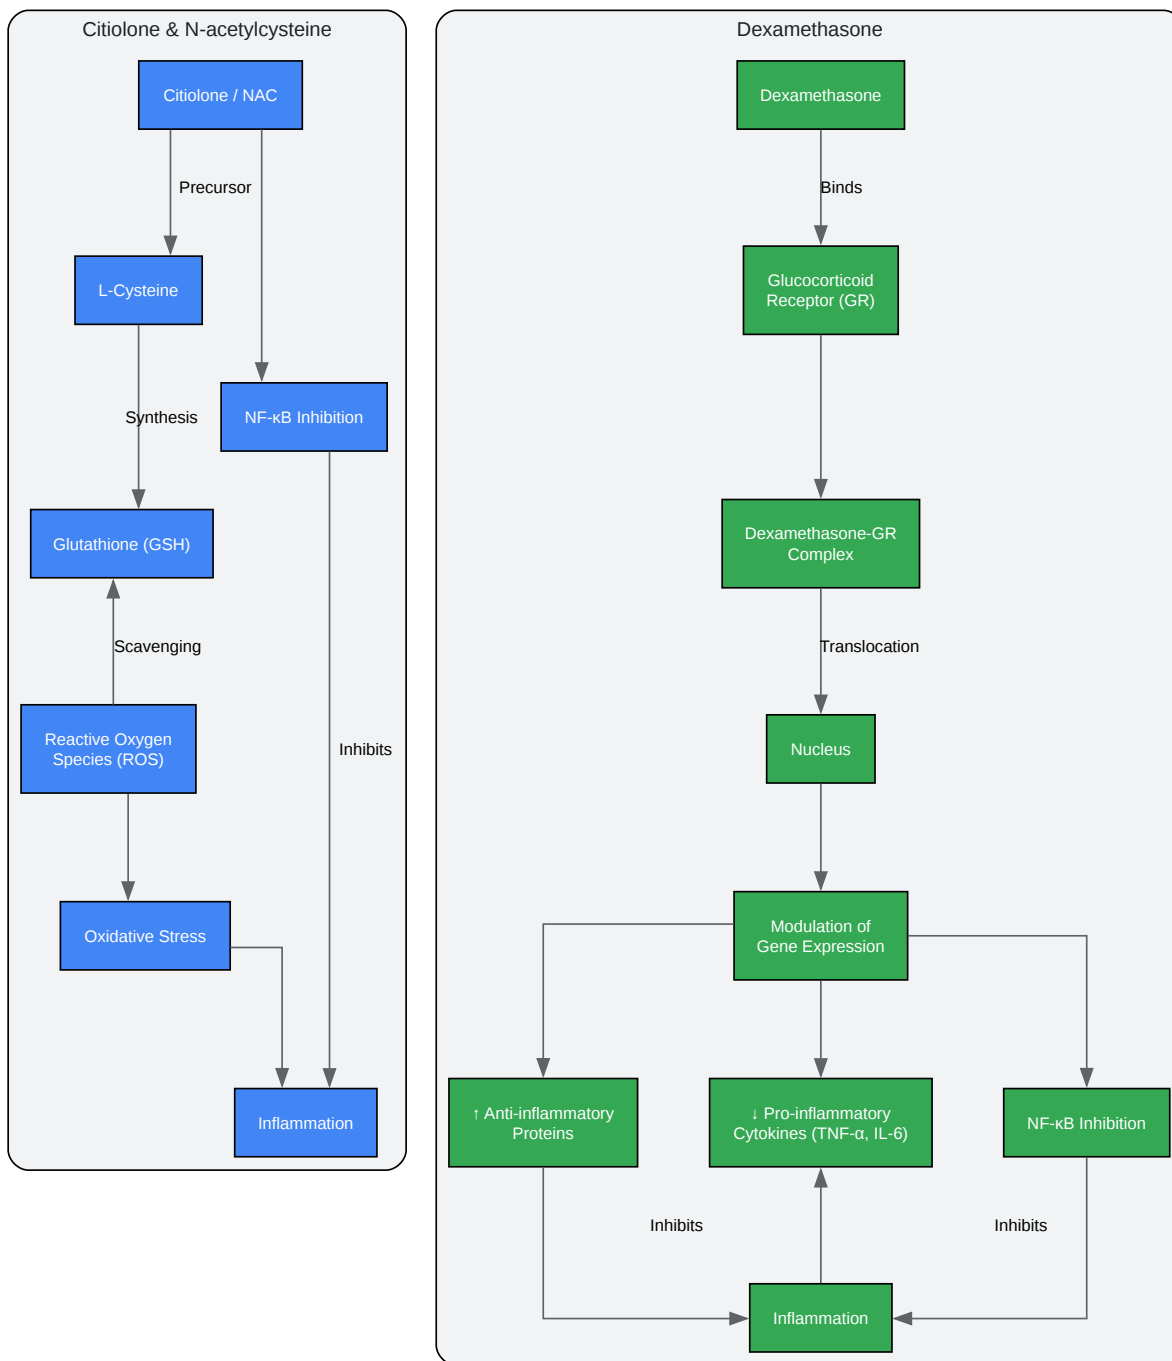 Citiolone & N-acetylcysteine
Citiolone / NAC
Precursor
L-Cysteine
Synthesis
NF-κB Inhibition
Glutathione (GSH)
Scavenging
Reactive Oxygen
Species (ROS)
Inhibits
Oxidative Stress
Inflammation
Dexamethasone
Dexamethasone
Binds
Glucocorticoid
Receptor (GR)
Dexamethasone-GR
Complex
Translocation
Nucleus
Modulation of
Gene Expression
↑ Anti-inflammatory
Proteins
↓ Pro-inflammatory
Cytokines (TNF-α, IL-6)
NF-κB Inhibition
Inhibits
Inhibits
Inflammation